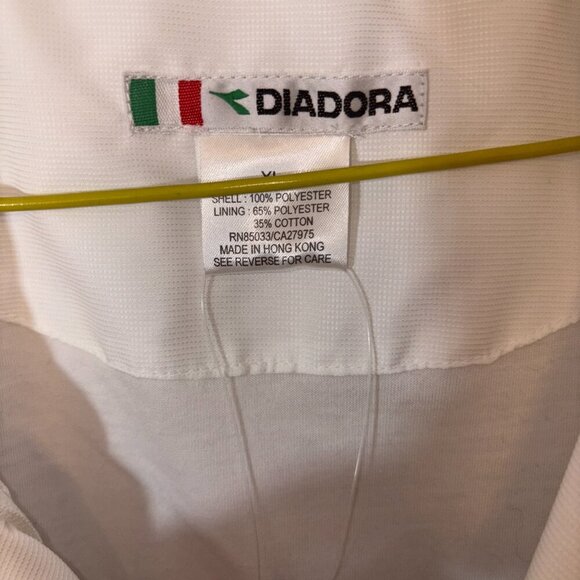 DIADORA
XL
SHELL : 100% POLYESTER
LINING : 65% POLYESTER
35% COTTON
RN85033/CA27975
MADE IN HONG KONG
SEE REVERSE FOR CARE